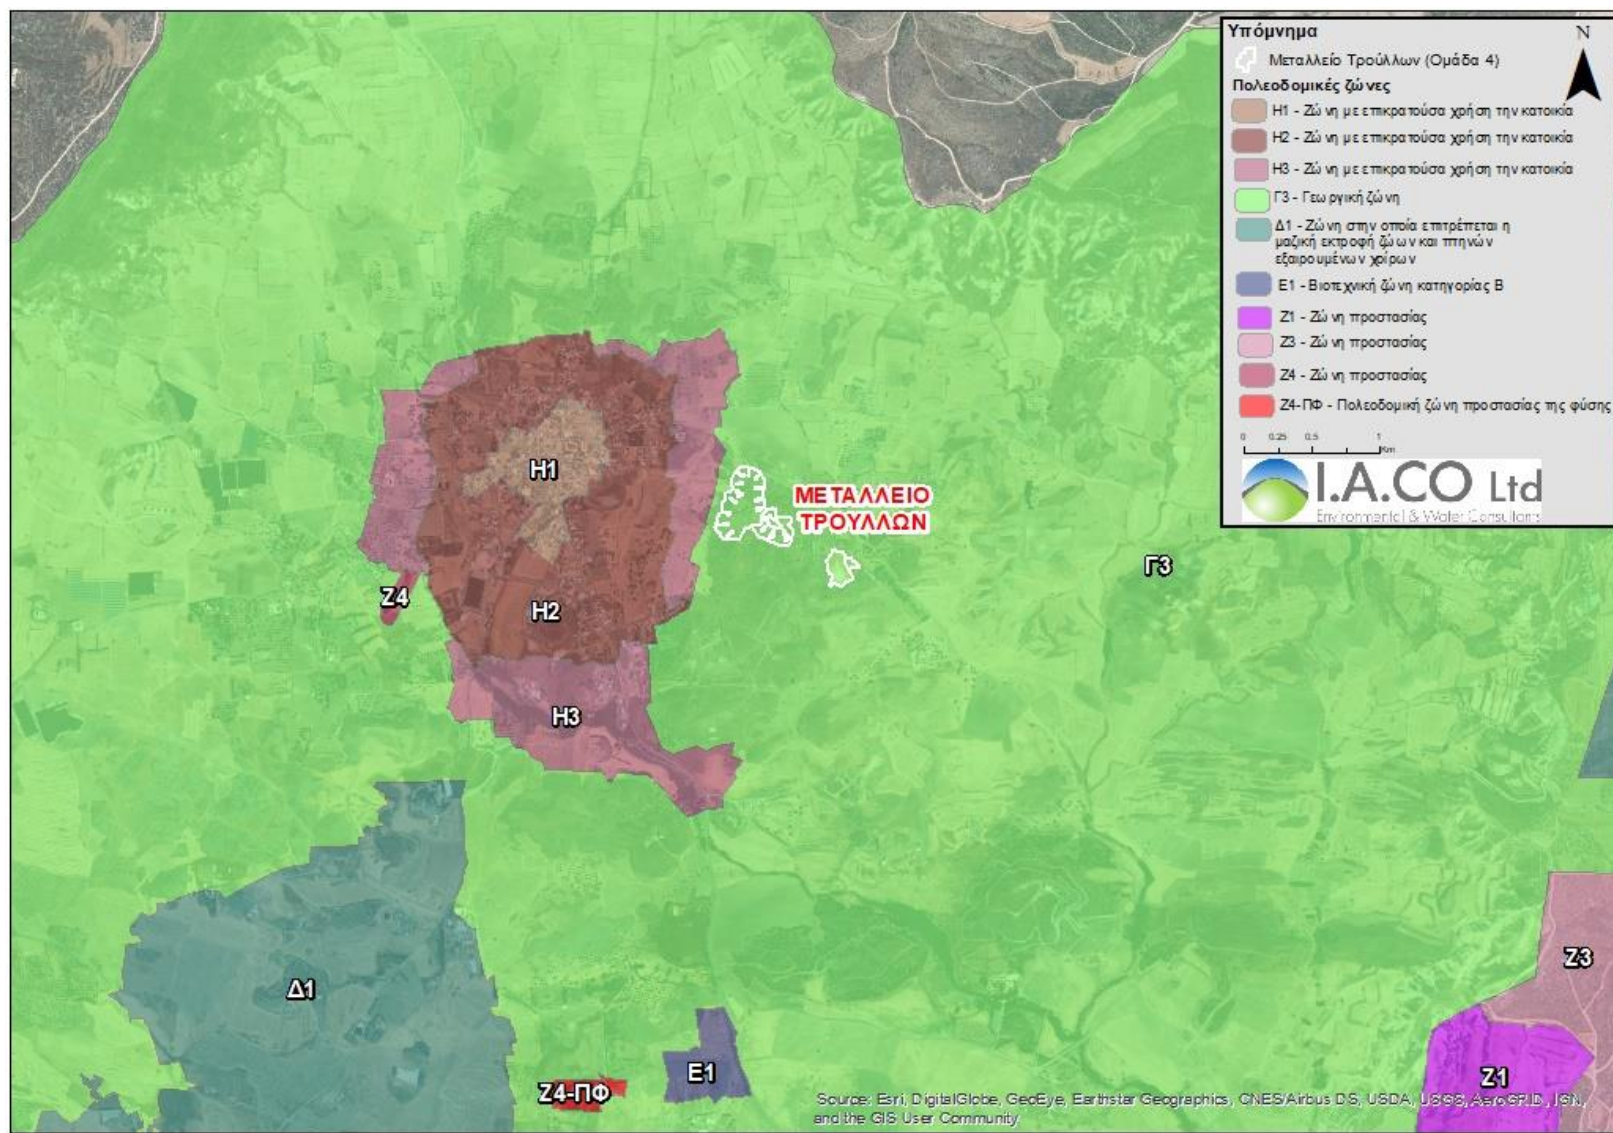 Υπόμνημα
N
Μεταλλείο Τρούλλων (Ομάδα 4)
Πολεοδομικές ζώνες
Η1 - Ζώνη με επικρατούσα χρήση την κατοικία
Η2 - Ζώνη με επικρατούσα χρήση την κατοικία
Η3 - Ζώνη με επικρατούσα χρήση την κατοικία
Γ3 - Γεωργική ζώνη
Δ1 - Ζώνη στην οποία επιτρέπεται η
μαζική εκτροφή ζώων και πτηνών
εξαιρουμένων χοίρων
Ε1 - Βιοτεχνική ζώνη κατηγορίας Β
Ζ1 - Ζώνη προστασίας
Ζ3 - Ζώνη προστασίας
Ζ4 - Ζώνη προστασίας
Ζ4-ΠΦ - Πολεοδομική ζώνη προστασίας της φύσης
0 0.25 0.5 1
Km
I.A.CO Ltd
Environmental & Water Consultants
Η1
ΜΕΤΑΛΛΕΙΟ
ΤΡΟΥΛΛΩΝ
Γ3
Ζ4
Η2
Η3
Ζ3
Δ1
Ε1
Ζ1
Ζ4-ΠΦ
Source: Esri, DigitalGlobe, GeoEye, Earthstar Geographics, CNES/Airbus DS, USDA, USGS, AeroGRID, IGN,
and the GIS User Community